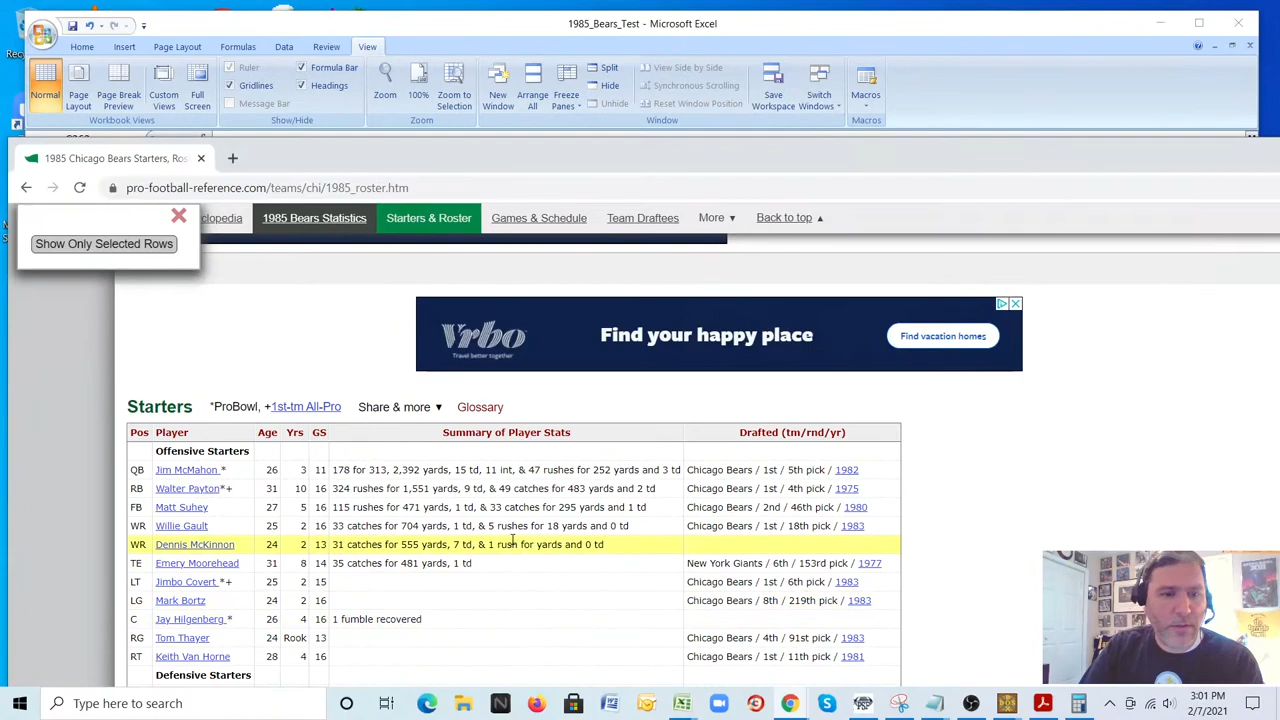 1985_Bears_Test - Microsoft Excel
Home Insert Page Layout Formulas Data Review View
Ruler Formula Bar
Gridlines Headings
Message Bar
Normal Page Layout Page Break Preview Custom Views Full Screen
Workbook Views Show/Hide
Zoom 100% Zoom to Selection
Zoom
New Window Arrange All Freeze Panes
Split View Side by Side
Hide Synchronous Scrolling
Unhide Reset Window Position
Save Workspace Switch Windows
Window
Macros
Macros
1985 Chicago Bears Starters, Ros
pro-football-reference.com/teams/chi/1985_roster.htm
clopedia 1985 Bears Statistics Starters & Roster Games & Schedule Team Draftees More ▼ Back to top ▲
Show Only Selected Rows
Vrbo
Travel better together
Find your happy place
Find vacation homes
Starters *ProBowl, +1st-tm All-Pro Share & more ▼ Glossary
Pos Player Age Yrs GS Summary of Player Stats Drafted (tm/rnd/yr)
Offensive Starters
QB Jim McMahon * 26 3 11 178 for 313, 2,392 yards, 15 td, 11 int, & 47 rushes for 252 yards and 3 td Chicago Bears / 1st / 5th pick / 1982
RB Walter Payton*+ 31 10 16 324 rushes for 1,551 yards, 9 td, & 49 catches for 483 yards and 2 td Chicago Bears / 1st / 4th pick / 1975
FB Matt Suhey 27 5 16 115 rushes for 471 yards, 1 td, & 33 catches for 295 yards and 1 td Chicago Bears / 2nd / 46th pick / 1980
WR Willie Gault 25 2 16 33 catches for 704 yards, 1 td, & 5 rushes for 18 yards and 0 td Chicago Bears / 1st / 18th pick / 1983
WR Dennis McKinnon 24 2 13 31 catches for 555 yards, 7 td, & 1 rush for yards and 0 td
TE Emery Moorehead 31 8 14 35 catches for 481 yards, 1 td New York Giants / 6th / 153rd pick / 1977
LT Jimbo Covert *+ 25 2 15 Chicago Bears / 1st / 6th pick / 1983
LG Mark Bortz 24 2 16 Chicago Bears / 8th / 219th pick / 1983
C Jay Hilgenberg * 26 4 16 1 fumble recovered
RG Tom Thayer 24 Rook 13 Chicago Bears / 4th / 91st pick / 1983
RT Keith Van Horne 28 4 16 Chicago Bears / 1st / 11th pick / 1981
Defensive Starters
Type here to search
3:01 PM
2/7/2021